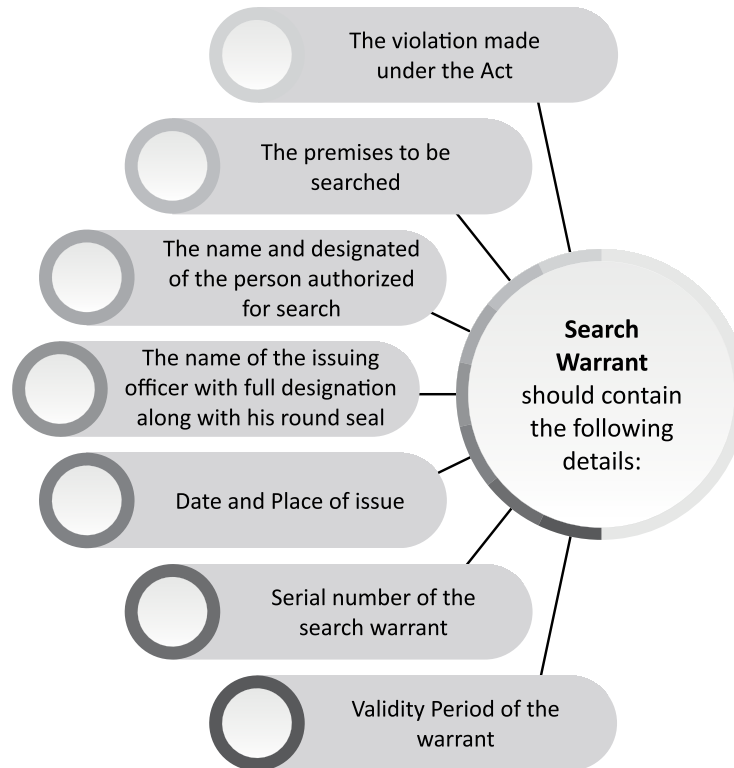 The violation made
under the Act
The premises to be
searched
The name and designated
of the person authorized
for search
The name of the issuing
officer with full designation
along with his round seal
Date and Place of issue
Serial number of the
search warrant
Validity Period of the
warrant
Search
Warrant
should contain
the following
details: